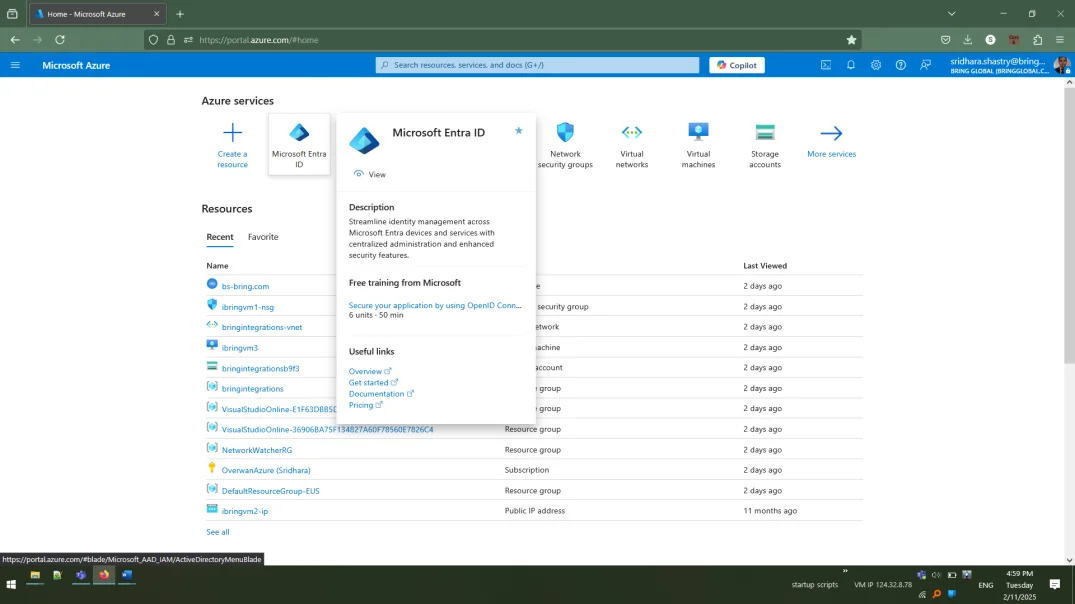 Home - Microsoft Azure
https://portal.azure.com/#home
Microsoft Azure
Search resources, services, and docs (G+/)
Copilot
sridhara.shastry@bring...
BRING GLOBAL (BRINGGLOBAL.C...
Azure services
Create a
resource
Microsoft Entra
ID
Microsoft Entra ID
View
Network
security groups
Virtual
networks
Virtual
machines
Storage
accounts
More services
Description
Streamline identity management across
Microsoft Entra devices and services with
centralized administration and enhanced
security features.
Free training from Microsoft
Secure your application by using OpenID Conn...
6 units · 50 min
Useful links
Overview
Get started
Documentation
Pricing
Resources
Recent Favorite
Name Last Viewed
bs-bring.com e 2 days ago
ibringvm1-nsg security group 2 days ago
bringintegrations-vnet etwork 2 days ago
ibringvm3 achine 2 days ago
bringintegrationsb9f3 ccount 2 days ago
bringintegrations group 2 days ago
VisualStudioOnline-E1F63DBB5D group 2 days ago
VisualStudioOnline-36906BA75F134827A60F78560E7826C4 Resource group 2 days ago
NetworkWatcherRG Resource group 2 days ago
OverwanAzure (Sridhara) Subscription 2 days ago
DefaultResourceGroup-EUS Resource group 2 days ago
ibringvm2-ip Public IP address 11 months ago
See all
https://portal.azure.com/#blade/Microsoft_AAD_IAM/ActiveDirectoryMenuBlade
startup scripts
VM IP 124.32.8.78
ENG
4:59 PM
Tuesday
2/11/2025